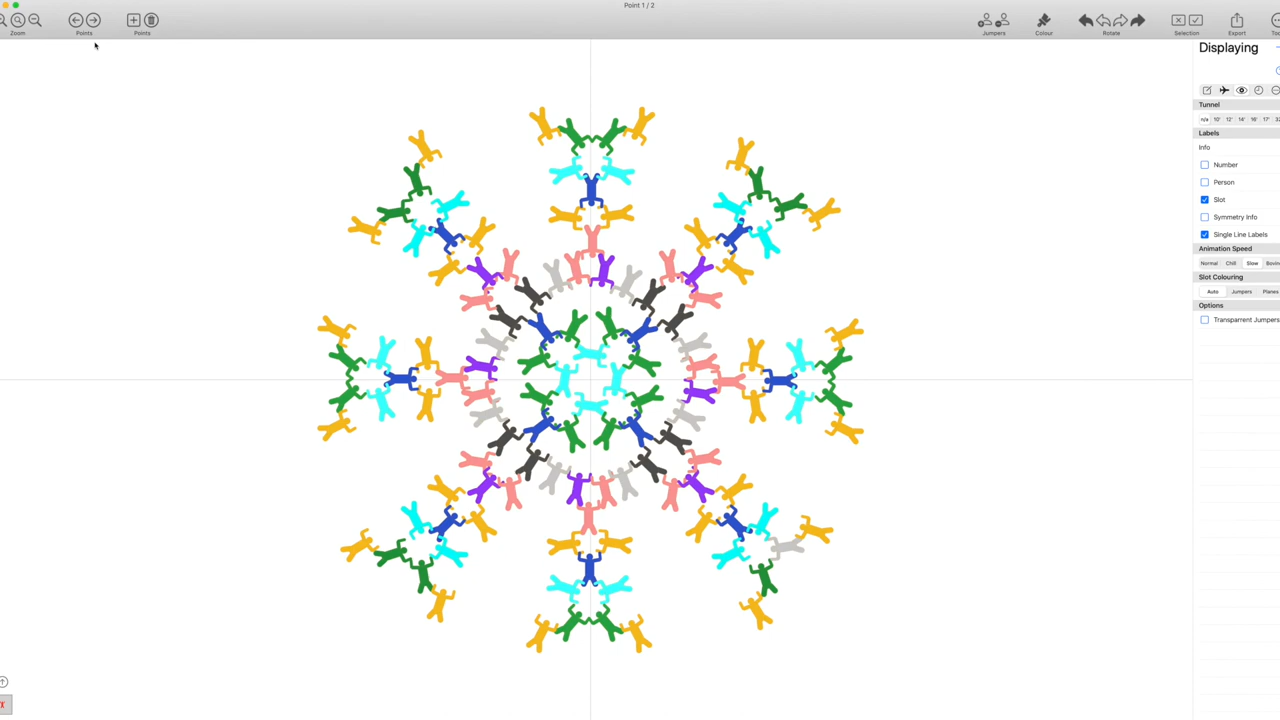 Point 1 / 2
Zoom
Points
Points
Jumpers
Colour
Rotate
Selection
Export
Displaying
Tunnel
n/a 10' 12' 14' 16' 17'
Labels
Info
Number
Person
Slot
Symmetry Info
Single Line Labels
Animation Speed
Normal Chill Slow
Slot Colouring
Auto Jumpers Planes
Options
Transparent Jumpers